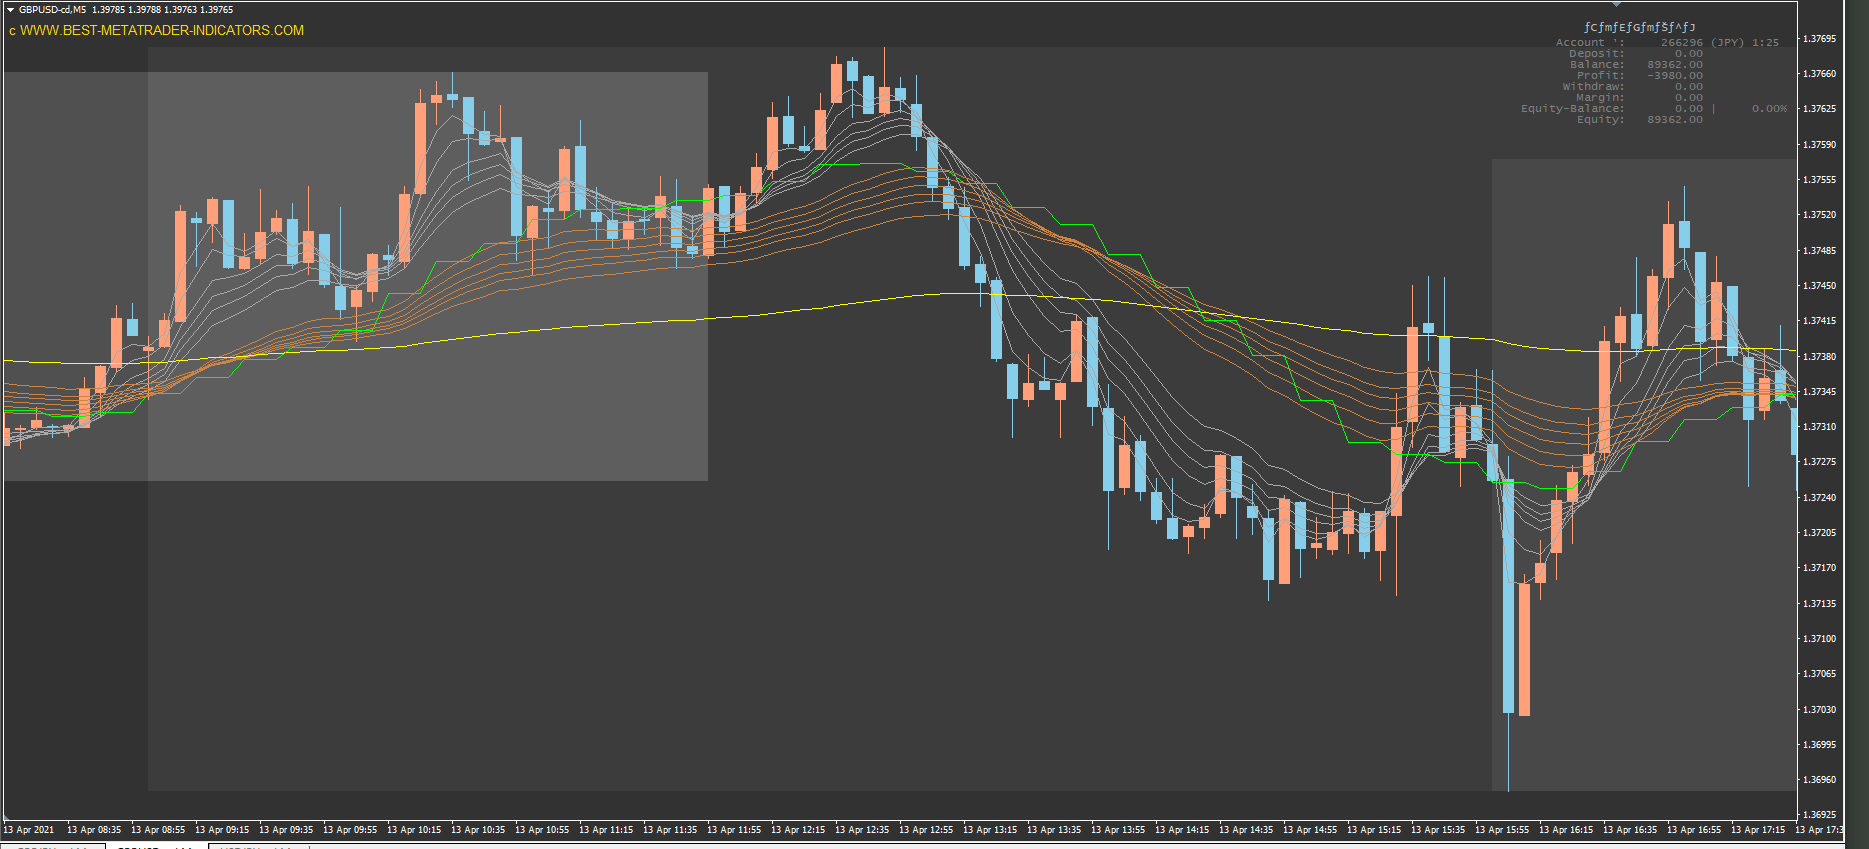 GBPUSD-cd,M5 1.39785 1.39788 1.39763 1.39765
c WWW.BEST-METATRADER-INDICATORS.COM
ƒCƒmƒEƒGƒmƒŠƒ^ƒJ
Account ': 266296 (JPY) 1:25
Deposit: 0.00
Balance: 89362.00
Profit: -3980.00
Withdraw: 0.00
Margin: 0.00
Equity-Balance: 0.00 | 0.00%
Equity: 89362.00
1.37695
1.37660
1.37625
1.37590
1.37555
1.37520
1.37485
1.37450
1.37415
1.37380
1.37345
1.37310
1.37275
1.37240
1.37205
1.37170
1.37135
1.37100
1.37065
1.37030
1.36995
1.36960
1.36925
13 Apr 2021 13 Apr 08:35 13 Apr 08:55 13 Apr 09:15 13 Apr 09:35 13 Apr 09:55 13 Apr 10:15 13 Apr 10:35 13 Apr 10:55 13 Apr 11:15 13 Apr 11:35 13 Apr 11:55 13 Apr 12:15 13 Apr 12:35 13 Apr 12:55 13 Apr 13:15 13 Apr 13:35 13 Apr 13:55 13 Apr 14:15 13 Apr 14:35 13 Apr 14:55 13 Apr 15:15 13 Apr 15:35 13 Apr 15:55 13 Apr 16:15 13 Apr 16:35 13 Apr 16:55 13 Apr 17:15 13 Apr 17:3